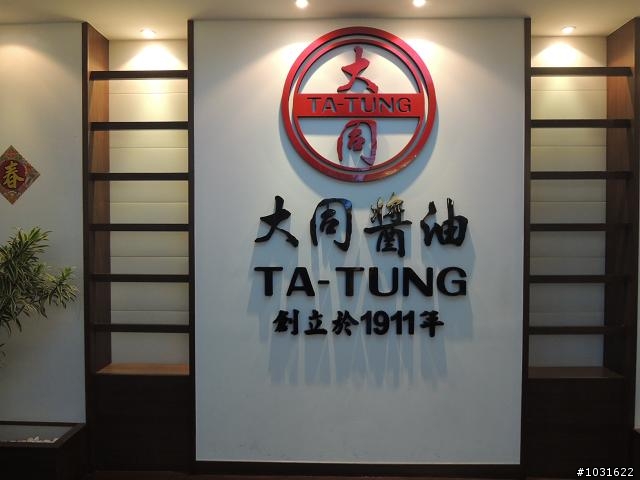 春
大
TA-TUNG
同
大同醬油
TA-TUNG
創立於1911年
#1031622